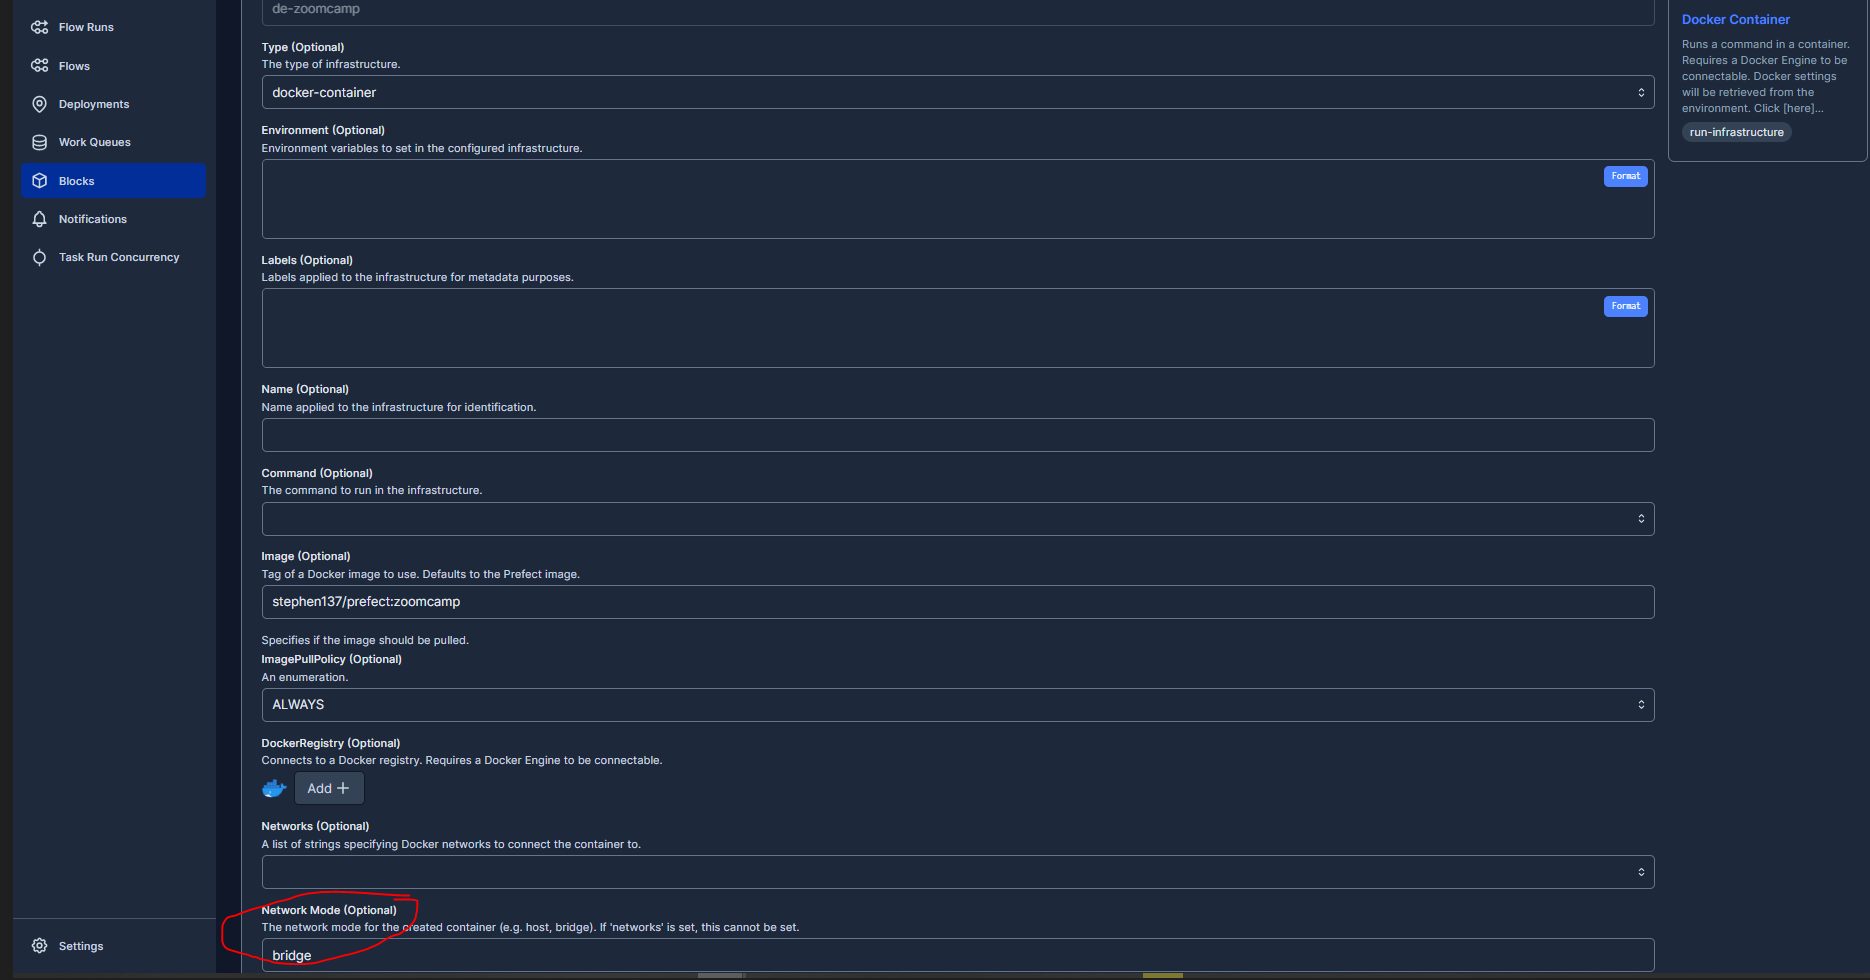 Flow Runs
Flows
Deployments
Work Queues
Blocks
Notifications
Task Run Concurrency
Settings
de-zoomcamp
Type (Optional)
The type of infrastructure.
docker-container
Environment (Optional)
Environment variables to set in the configured infrastructure.
Format
Labels (Optional)
Labels applied to the infrastructure for metadata purposes.
Format
Name (Optional)
Name applied to the infrastructure for identification.
Command (Optional)
The command to run in the infrastructure.
Image (Optional)
Tag of a Docker image to use. Defaults to the Prefect image.
stephen137/prefect:zoomcamp
Specifies if the image should be pulled.
ImagePullPolicy (Optional)
An enumeration.
ALWAYS
DockerRegistry (Optional)
Connects to a Docker registry. Requires a Docker Engine to be connectable.
Add +
Networks (Optional)
A list of strings specifying Docker networks to connect the container to.
Network Mode (Optional)
The network mode for the created container (e.g. host, bridge). If 'networks' is set, this cannot be set.
bridge
Docker Container
Runs a command in a container.
Requires a Docker Engine to be
connectable. Docker settings
will be retrieved from the
environment. Click [here]...
run-infrastructure